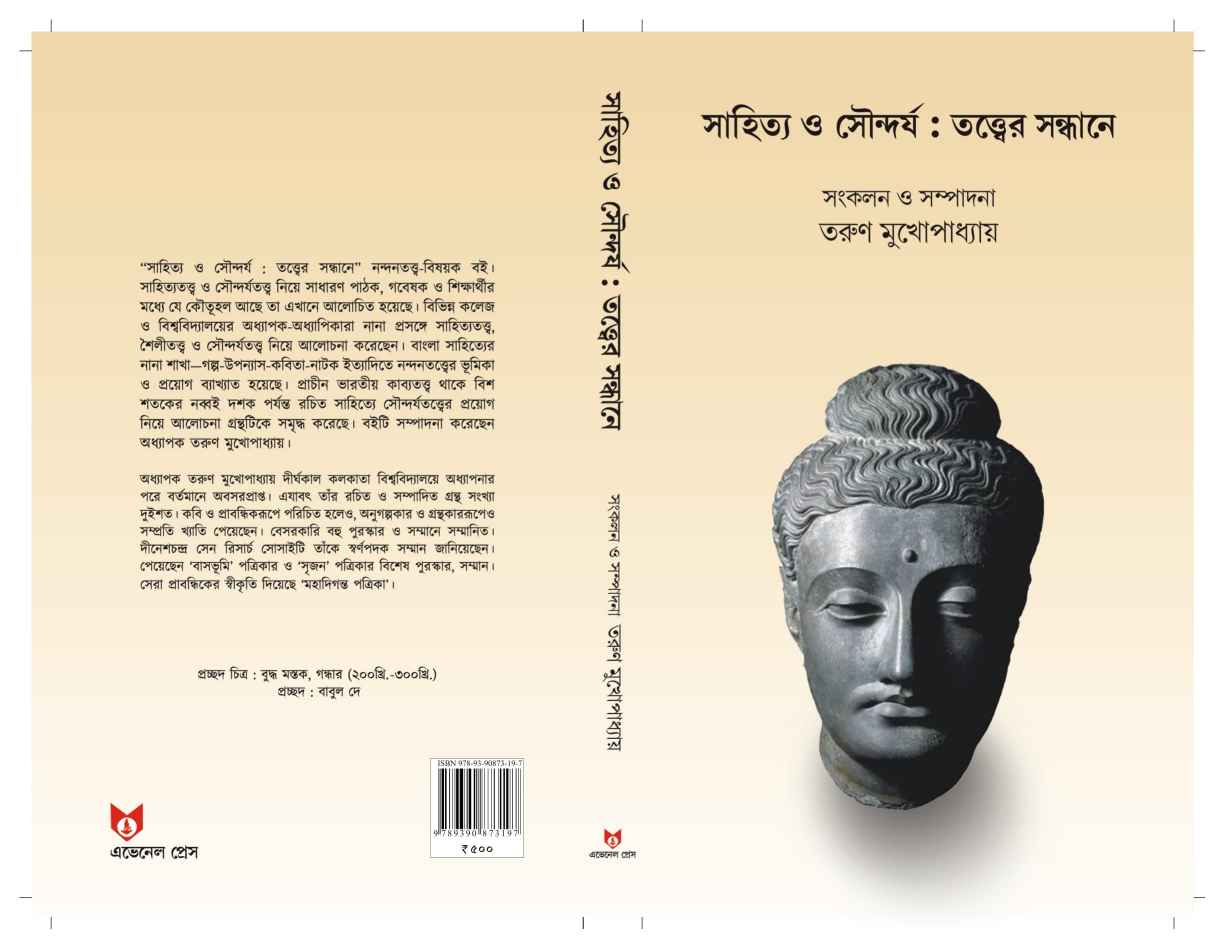 সাহিত্য ও সৌন্দর্য : তত্ত্বের সন্ধানে
সংকলন ও সম্পাদনা
তরুণ মুখোপাধ্যায়
সাহিত্য ও সৌন্দর্য : তত্ত্বের সন্ধানে
সংকলন ও সম্পাদনা তরুণ মুখোপাধ্যায়
এভেনেল প্রেস
“সাহিত্য ও সৌন্দর্য : তত্ত্বের সন্ধানে” নন্দনতত্ত্ব-বিষয়ক বই।
সাহিত্যতত্ত্ব ও সৌন্দর্যতত্ত্ব নিয়ে সাধারণ পাঠক, গবেষক ও শিক্ষার্থীর
মধ্যে যে কৌতূহল আছে তা এখানে আলোচিত হয়েছে। বিভিন্ন কলেজ
ও বিশ্ববিদ্যালয়ের অধ্যাপক-অধ্যাপিকারা নানা প্রসঙ্গে সাহিত্যতত্ত্ব,
শৈলীতত্ত্ব ও সৌন্দর্যতত্ত্ব নিয়ে আলোচনা করেছেন। বাংলা সাহিত্যের
নানা শাখা—গল্প-উপন্যাস-কবিতা-নাটক ইত্যাদিতে নন্দনতত্ত্বের ভূমিকা
ও প্রয়োগ ব্যাখ্যাত হয়েছে। প্রাচীন ভারতীয় কাব্যতত্ত্ব থাকে বিশ
শতকের নব্বই দশক পর্যন্ত রচিত সাহিত্যে সৌন্দর্যতত্ত্বের প্রয়োগ
নিয়ে আলোচনা গ্রন্থটিকে সমৃদ্ধ করেছে। বইটি সম্পাদনা করেছেন
অধ্যাপক তরুণ মুখোপাধ্যায়।
অধ্যাপক তরুণ মুখোপাধ্যায় দীর্ঘকাল কলকাতা বিশ্ববিদ্যালয়ে অধ্যাপনার
পরে বর্তমানে অবসরপ্রাপ্ত। এযাবৎ তাঁর রচিত ও সম্পাদিত গ্রন্থ সংখ্যা
দুইশত। কবি ও প্রাবন্ধিকরূপে পরিচিত হলেও, অনুগল্পকার ও গ্রন্থকাররূপেও
সম্প্রতি খ্যাতি পেয়েছেন। বেসরকারি বহু পুরস্কার ও সম্মানে সম্মানিত।
দীনেশচন্দ্র সেন রিসার্চ সোসাইটি তাঁকে স্বর্ণপদক সম্মান জানিয়েছেন।
পেয়েছেন ‘বাসভূমি’ পত্রিকার ও ‘সৃজন’ পত্রিকার বিশেষ পুরস্কার, সম্মান।
সেরা প্রাবন্ধিকের স্বীকৃতি দিয়েছে ‘মহাদিগন্ত পত্রিকা’।
প্রচ্ছদ চিত্র : বুদ্ধ মস্তক, গন্ধার (২০০খ্রি.-৩০০খ্রি.)
প্রচ্ছদ : বাবুল দে
ISBN 978-93-90873-19-7
9 789390 873197
₹ ৫০০
এভেনেল প্রেস